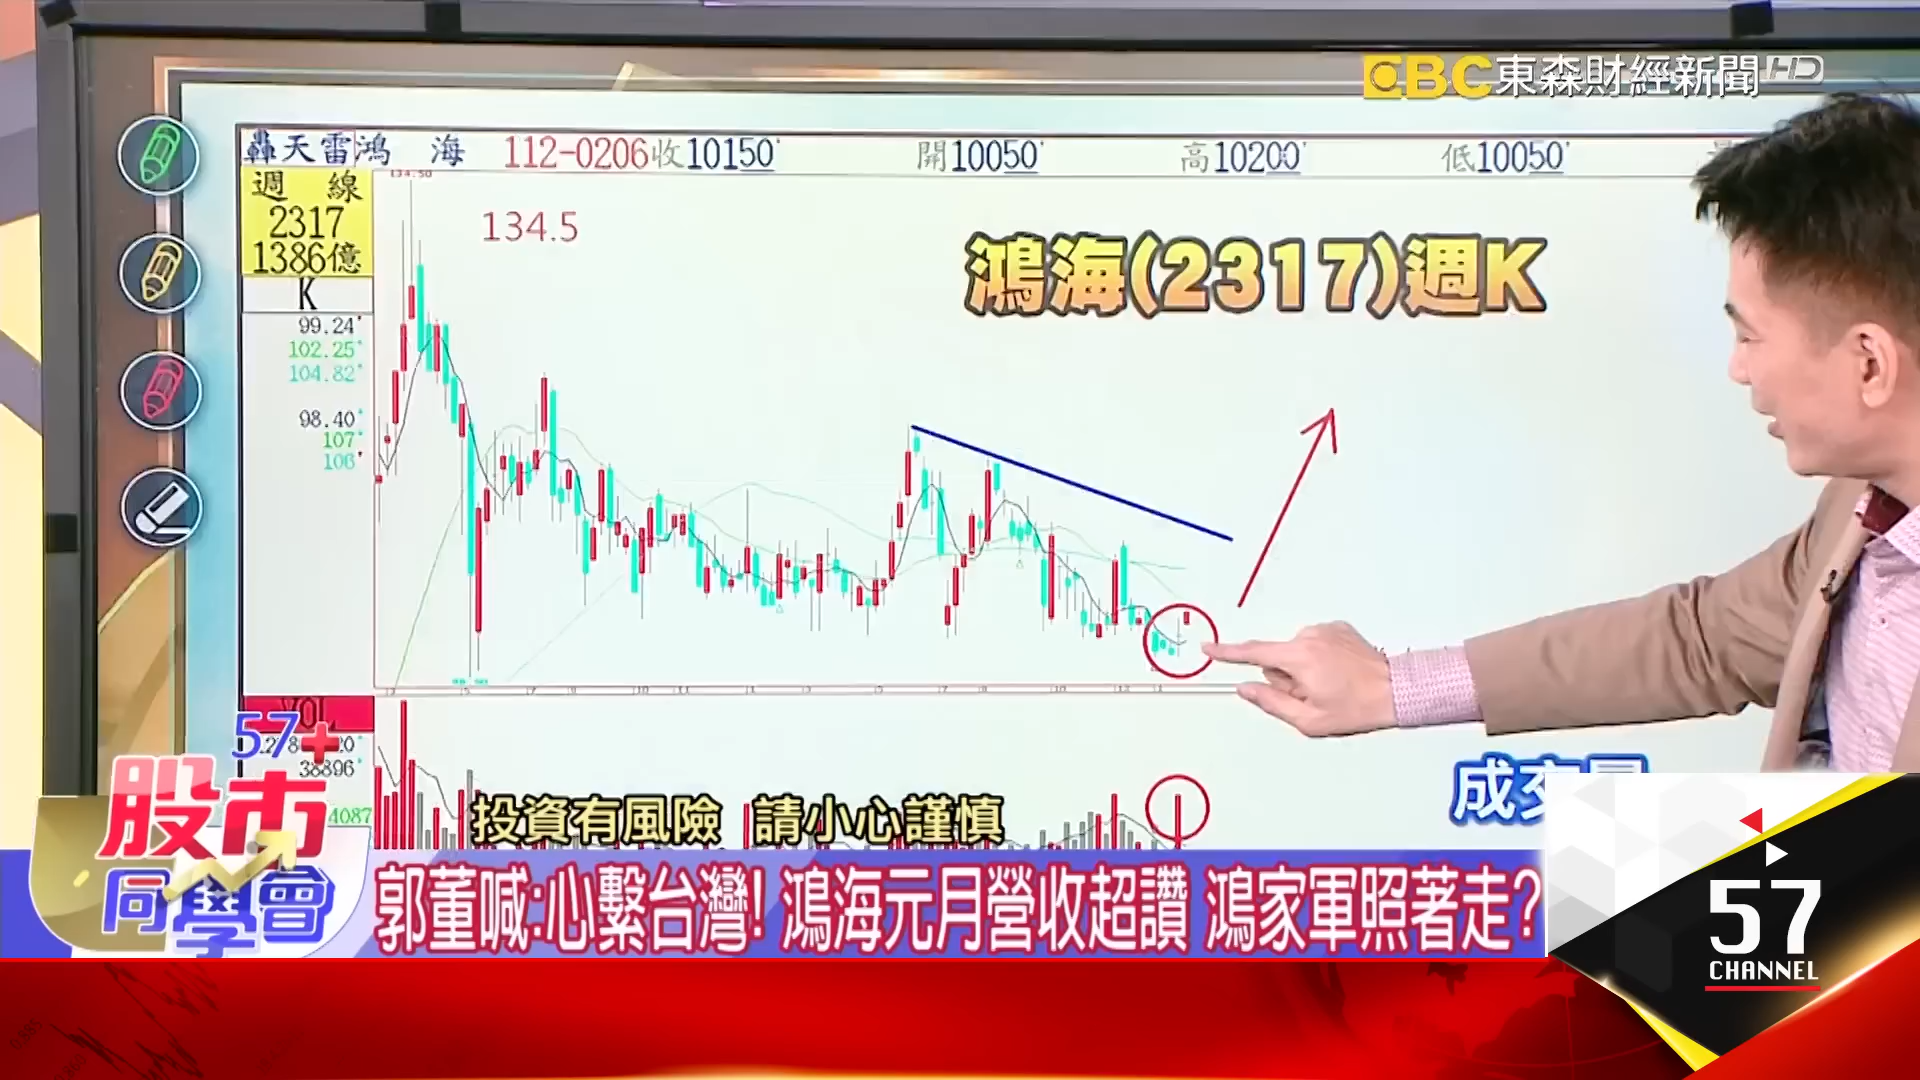 EBC東森財經新聞HD
轟天雷鴻 海 112-0206收10150 開10050 高10200 低10050
週 線
2317
1386億
K
134.50
134.5
鴻海(2317)週K
99.24
102.25
104.82
98.40
107
106
VOL
38896
4087
成交量
57+
股市
同學會
投資有風險 請小心謹慎
郭董喊:心繫台灣! 鴻海元月營收超讚 鴻家軍照著走?
57
CHANNEL